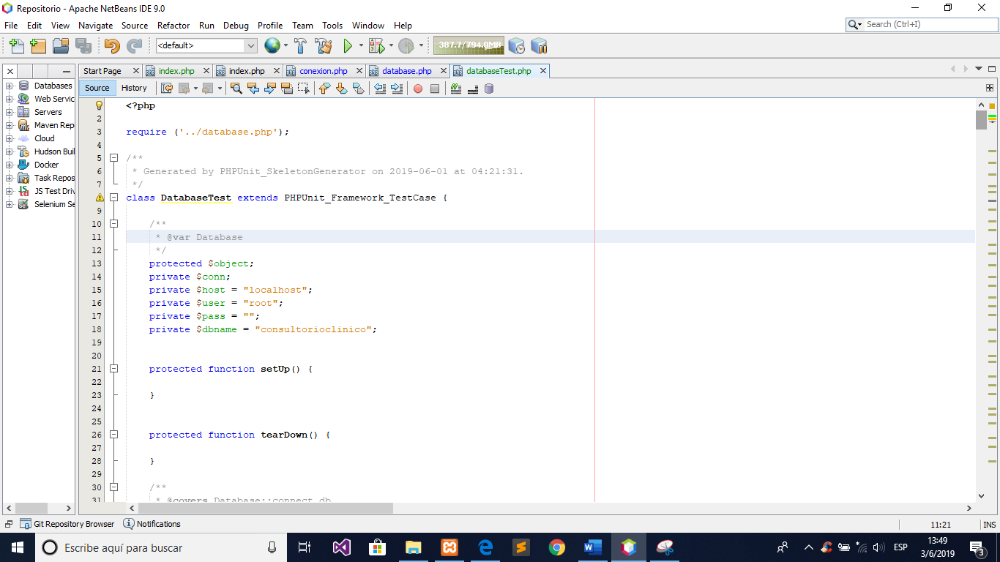 Repositorio - Apache NetBeans IDE 9.0
File Edit View Navigate Source Refactor Run Debug Profile Team Tools Window Help
Search (Ctrl+I)
<default>
387.7/794.0MB
Start Page index.php index.php conexion.php database.php databaseTest.php
Source History
Databases
Web Servic
Servers
Maven Rep
Cloud
Hudson Buil
Docker
Task Repos
JS Test Driv
Selenium Se
<?php
2
3 require ('../database.php');
4
5 /**
6 * Generated by PHPUnit_SkeletonGenerator on 2019-06-01 at 04:21:31.
7 */
class DatabaseTest extends PHPUnit_Framework_TestCase {
9
10 /**
11 * @var Database
12 */
13 protected $object;
14 private $conn;
15 private $host = "localhost";
16 private $user = "root";
17 private $pass = "";
18 private $dbname = "consultorioclinico";
19
20
21 protected function setUp() {
22
23 }
24
25
26 protected function tearDown() {
27
28 }
29
30 /**
31 * @covers Database::connect_db
Git Repository Browser Notifications
11:21 INS
Escribe aquí para buscar
ESP
13:49
3/6/2019
3